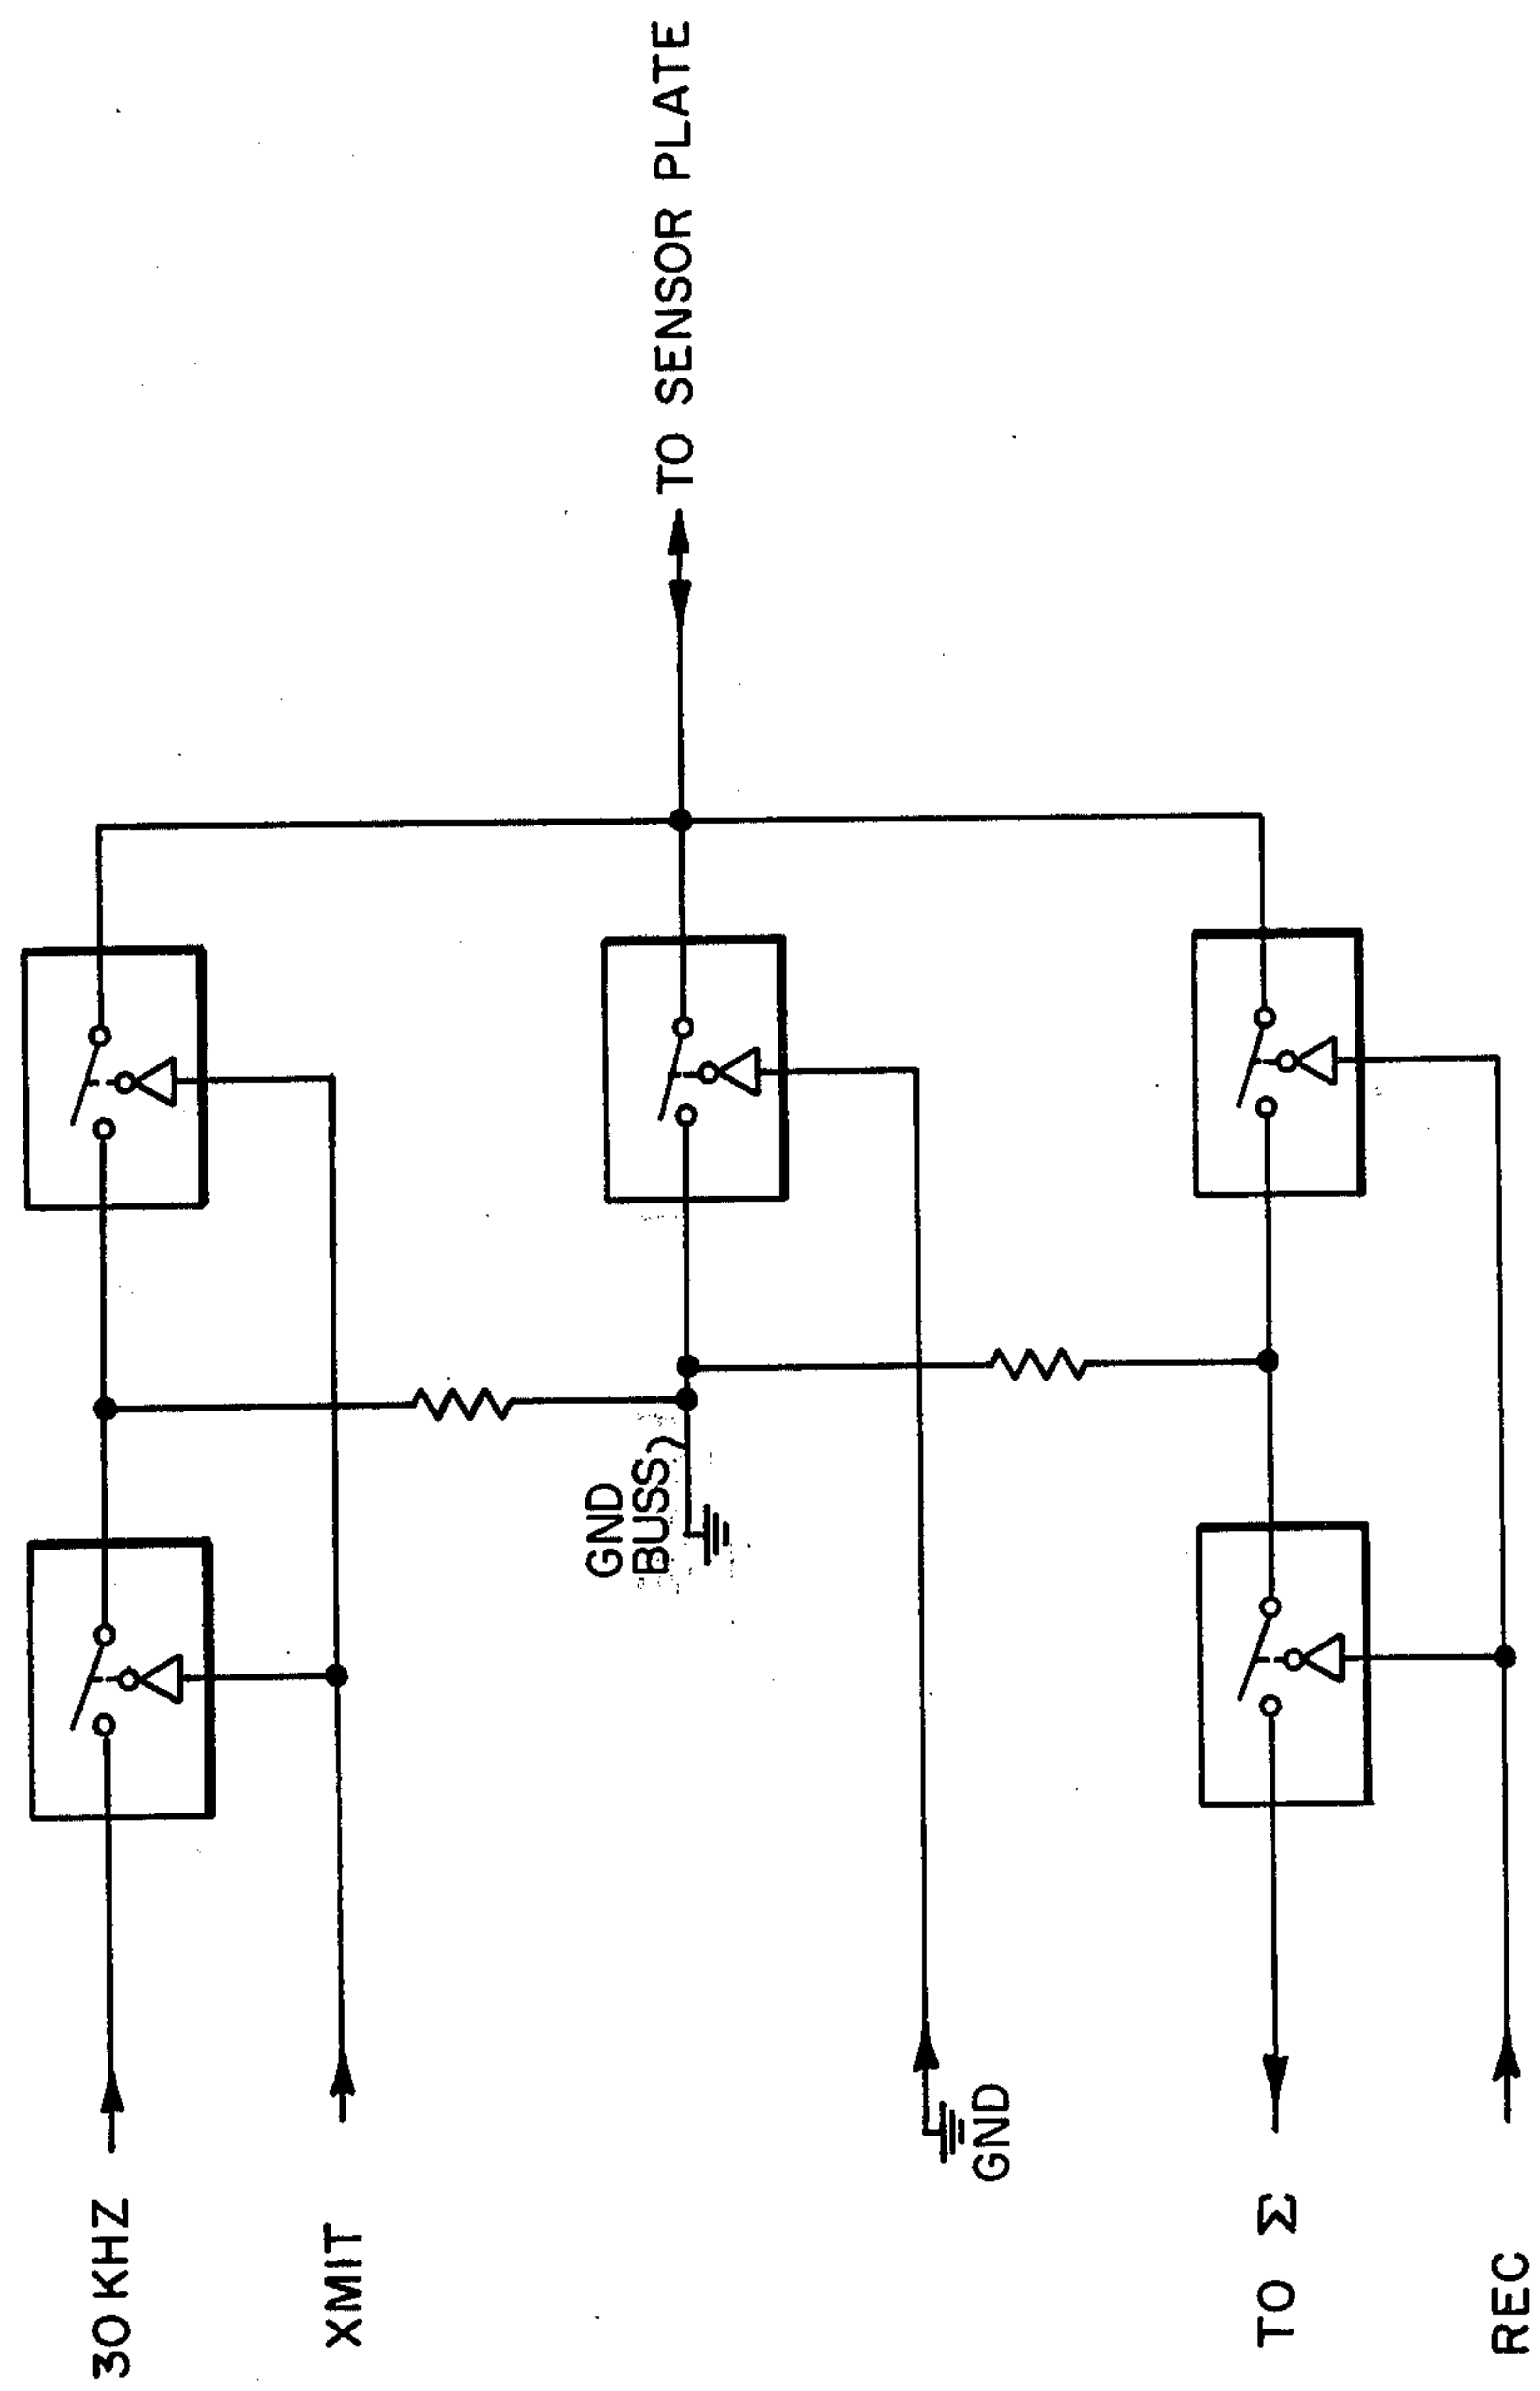 30 KHZ
XMIT
GND
BUSS
TO SENSOR PLATE
GND
TO Σ
REC